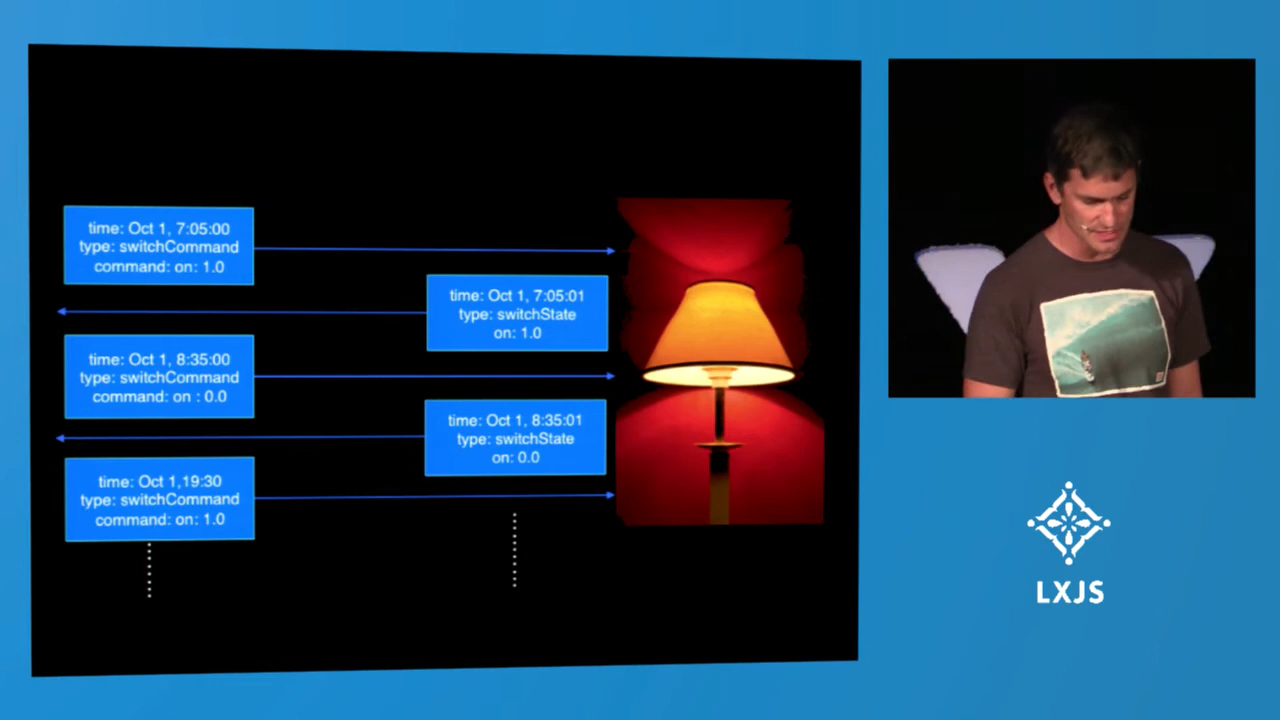 time: Oct 1, 7:05:00
type: switchCommand
command: on: 1.0
time: Oct 1, 7:05:01
type: switchState
on: 1.0
time: Oct 1, 8:35:00
type: switchCommand
command: on : 0.0
time: Oct 1, 8:35:01
type: switchState
on: 0.0
time: Oct 1,19:30
type: switchCommand
command: on: 1.0
LXJS